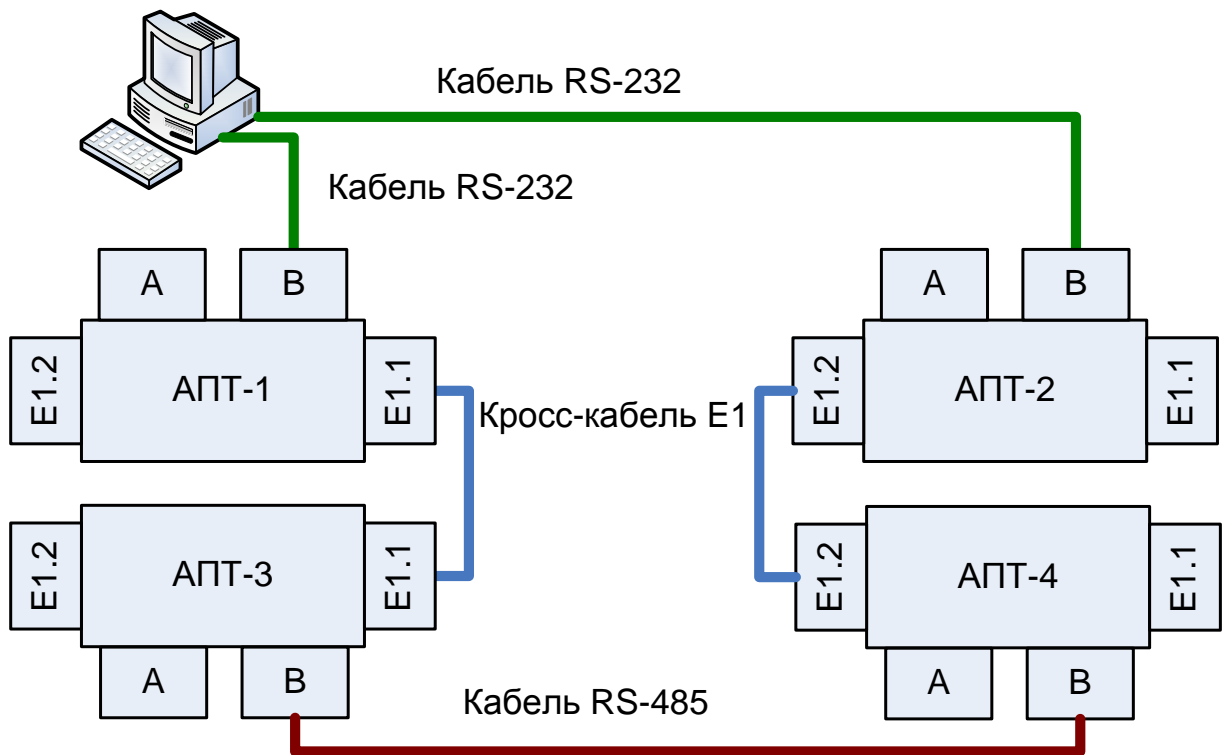 Кабель RS-232
Кабель RS-232
A
B
A
B
E1.2
АПТ-1
E1.1
Кросс-кабель E1
E1.2
АПТ-2
E1.1
E1.2
АПТ-3
E1.1
E1.2
АПТ-4
E1.1
A
B
A
B
Кабель RS-485